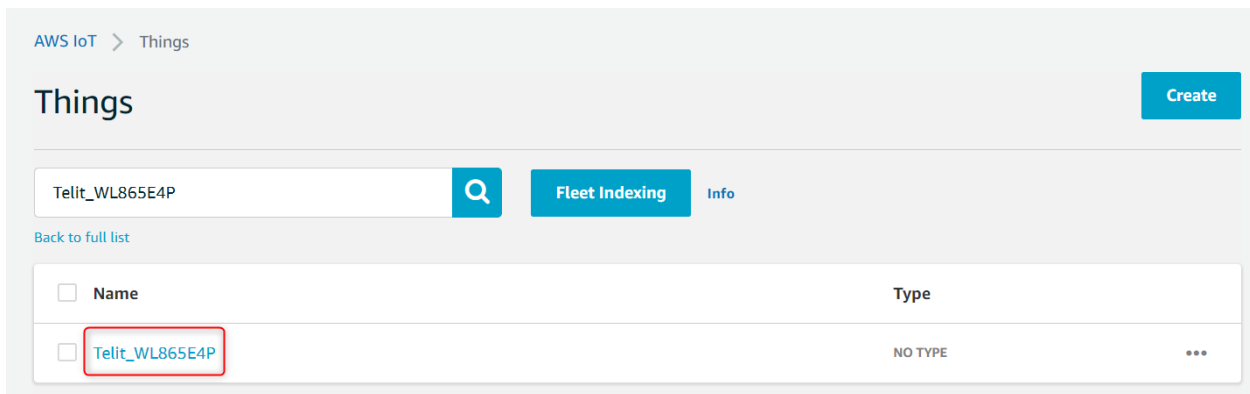 AWS IoT > Things
Things
Create
Telit_WL865E4P
Fleet Indexing
Info
Back to full list
Name Type
Telit_WL865E4P NO TYPE •••